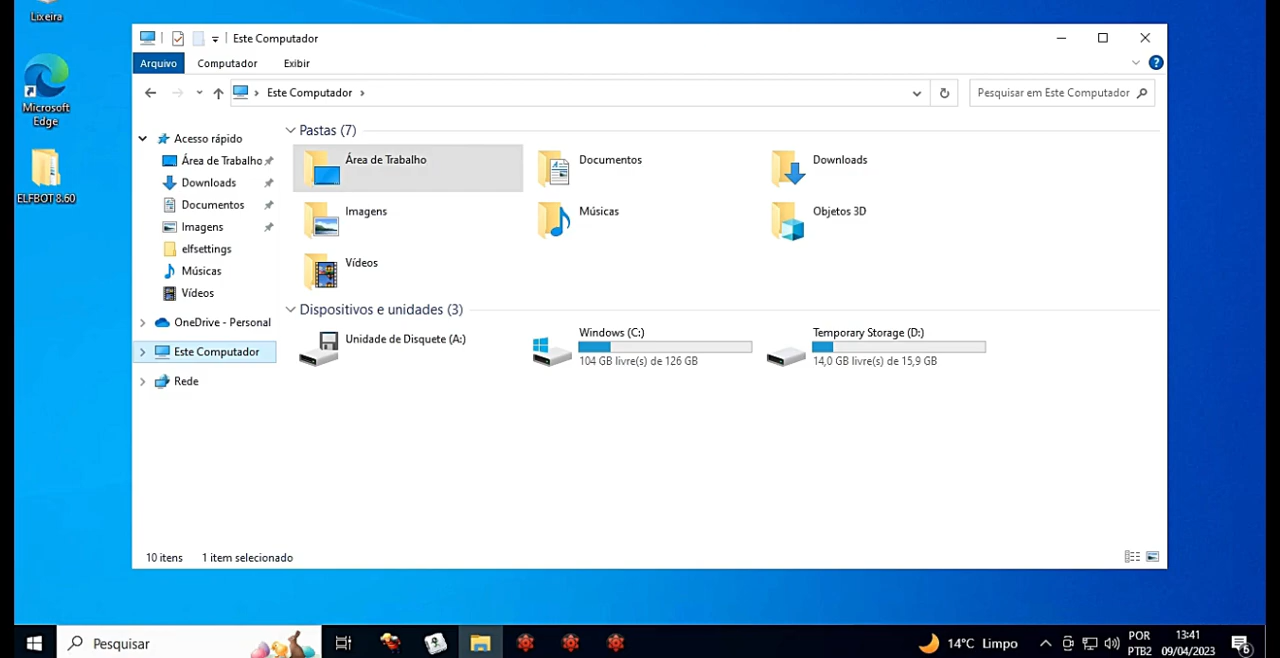 Lixeira
Microsoft
Edge
ELFBOT 8.60
Este Computador
Arquivo
Computador
Exibir
Este Computador
Pesquisar em Este Computador
Acesso rápido
Área de Trabalho
Downloads
Documentos
Imagens
elfsettings
Músicas
Vídeos
OneDrive - Personal
Este Computador
Rede
Pastas (7)
Área de Trabalho
Documentos
Downloads
Imagens
Músicas
Objetos 3D
Vídeos
Dispositivos e unidades (3)
Unidade de Disquete (A:)
Windows (C:)
104 GB livre(s) de 126 GB
Temporary Storage (D:)
14,0 GB livre(s) de 15,9 GB
10 itens
1 item selecionado
Pesquisar
14°C Limpo
POR
PTB2
13:41
09/04/2023
6